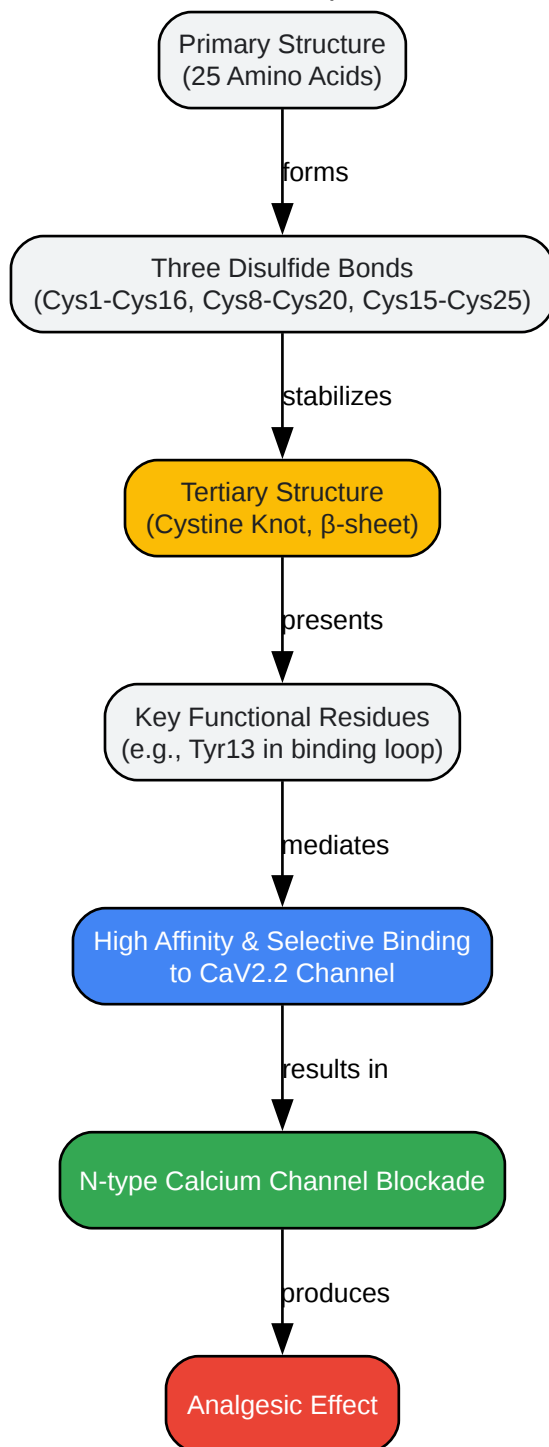 Primary Structure
(25 Amino Acids)
forms
Three Disulfide Bonds
(Cys1-Cys16, Cys8-Cys20, Cys15-Cys25)
stabilizes
Tertiary Structure
(Cystine Knot, β-sheet)
presents
Key Functional Residues
(e.g., Tyr13 in binding loop)
mediates
High Affinity & Selective Binding
to CaV2.2 Channel
results in
N-type Calcium Channel Blockade
produces
Analgesic Effect